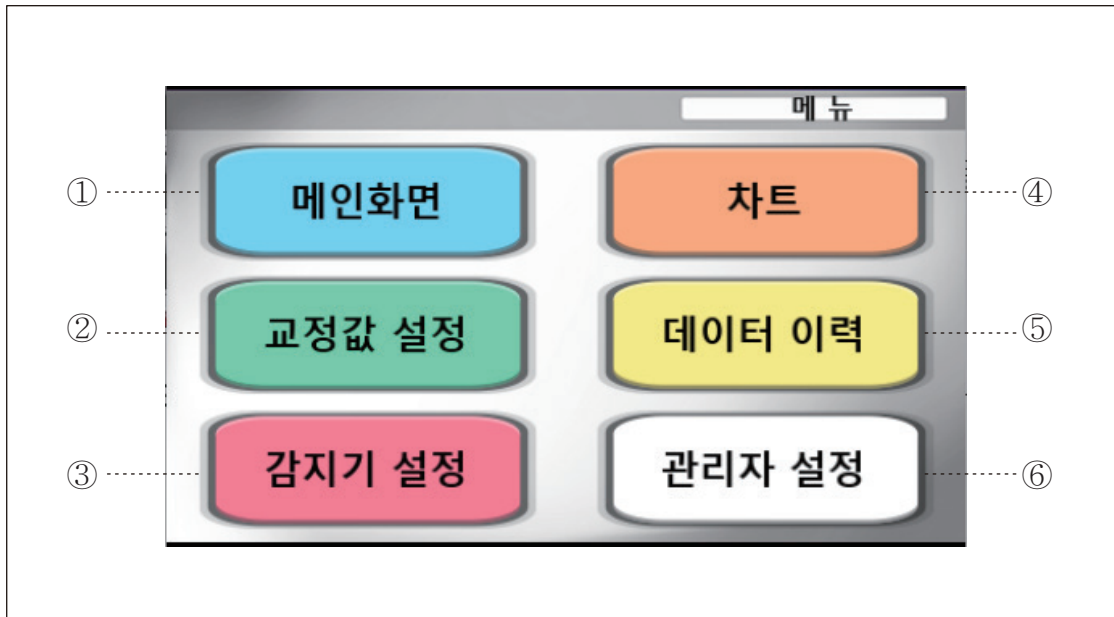 메 뉴
① 메인화면 차트 ④
② 교정값 설정 데이터 이력 ⑤
③ 감지기 설정 관리자 설정 ⑥